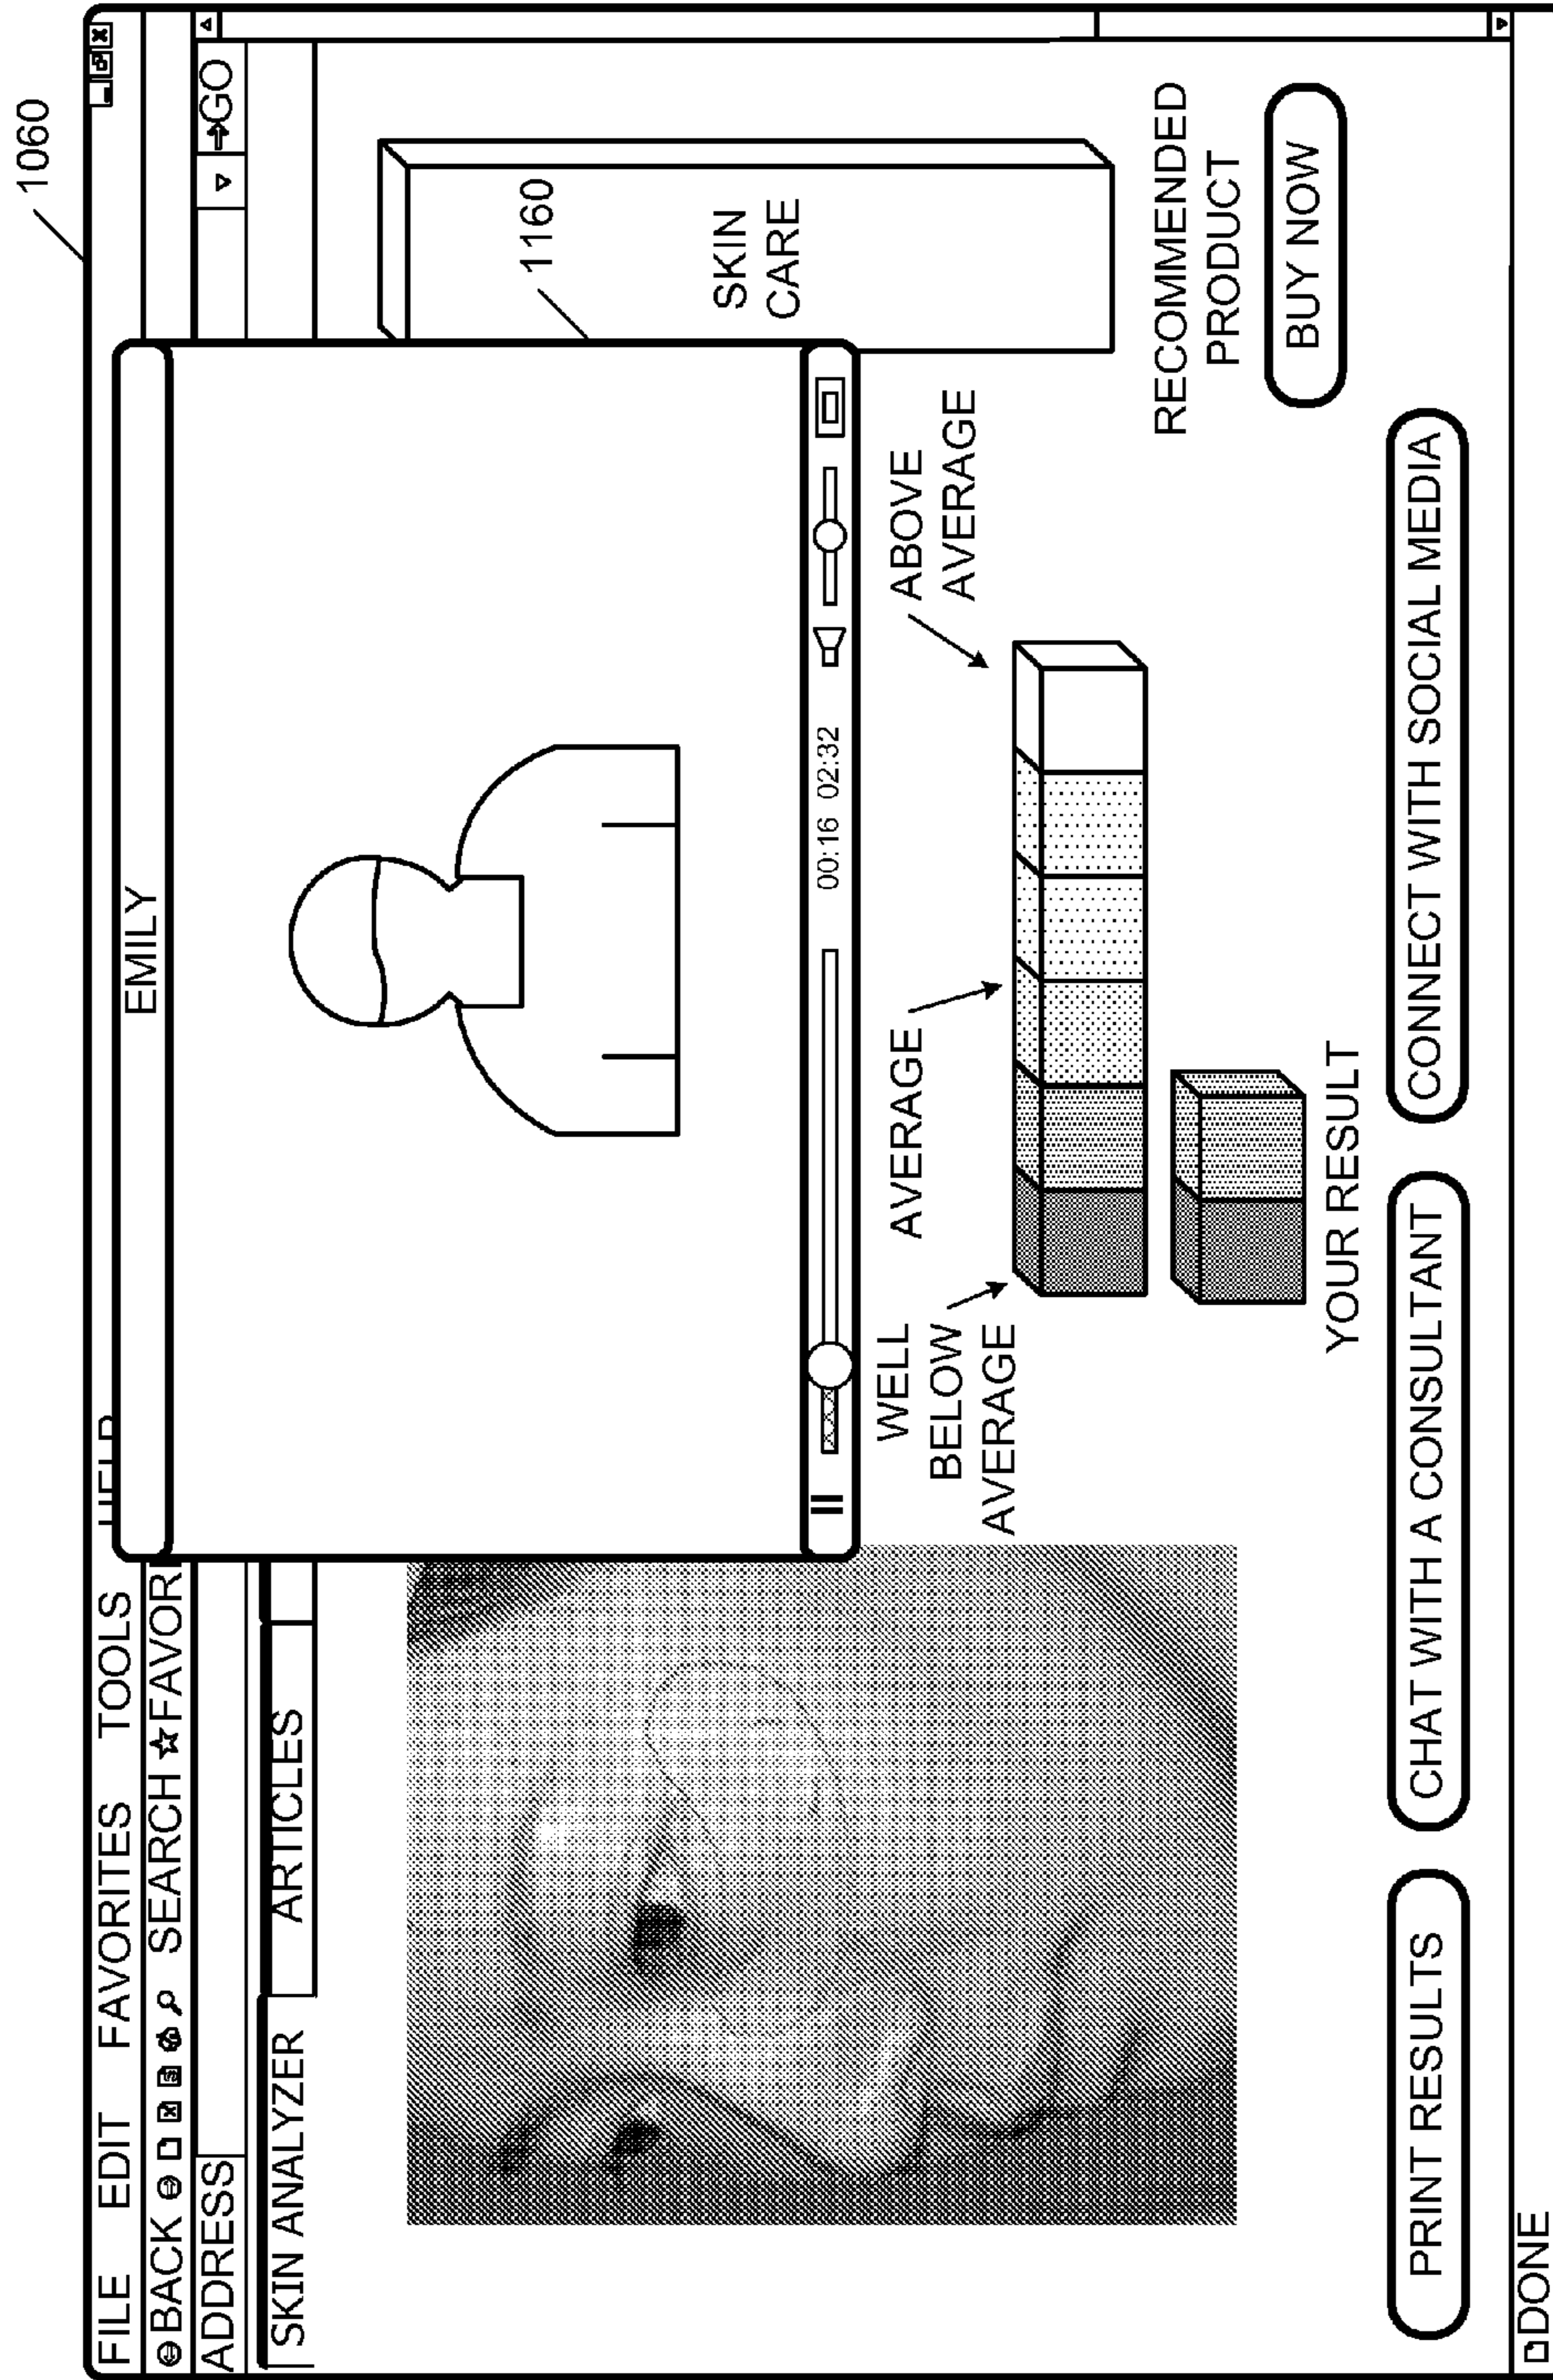 1060
FILE EDIT FAVORITES TOOLS
BACK SEARCH FAVOR
EMILY
ADDRESS
GO
SKIN ANALYZER
ARTICLES
1160
SKIN
CARE
00:16 02:32
WELL
BELOW
AVERAGE
AVERAGE
ABOVE
AVERAGE
YOUR RESULT
RECOMMENDED
PRODUCT
BUY NOW
PRINT RESULTS
CHAT WITH A CONSULTANT
CONNECT WITH SOCIAL MEDIA
DONE